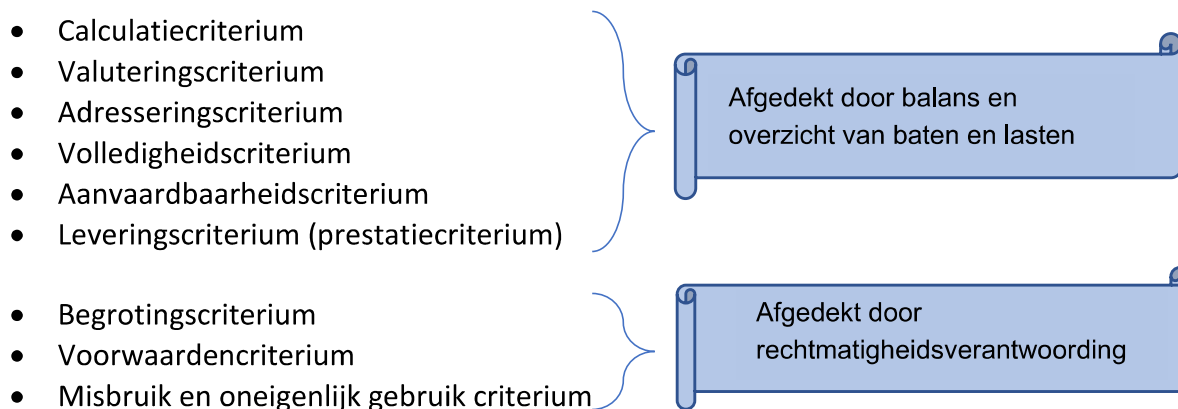 • Calculatiecriterium
• Valuteringscriterium
• Adresseringscriterium
• Volledigheidscriterium
• Aanvaardbaarheidscriterium
• Leveringscriterium (prestatiecriterium)
Afgedekt door balans en
overzicht van baten en lasten
• Begrotingscriterium
• Voorwaardencriterium
• Misbruik en oneigenlijk gebruik criterium
Afgedekt door
rechtmatigheidsverantwoording